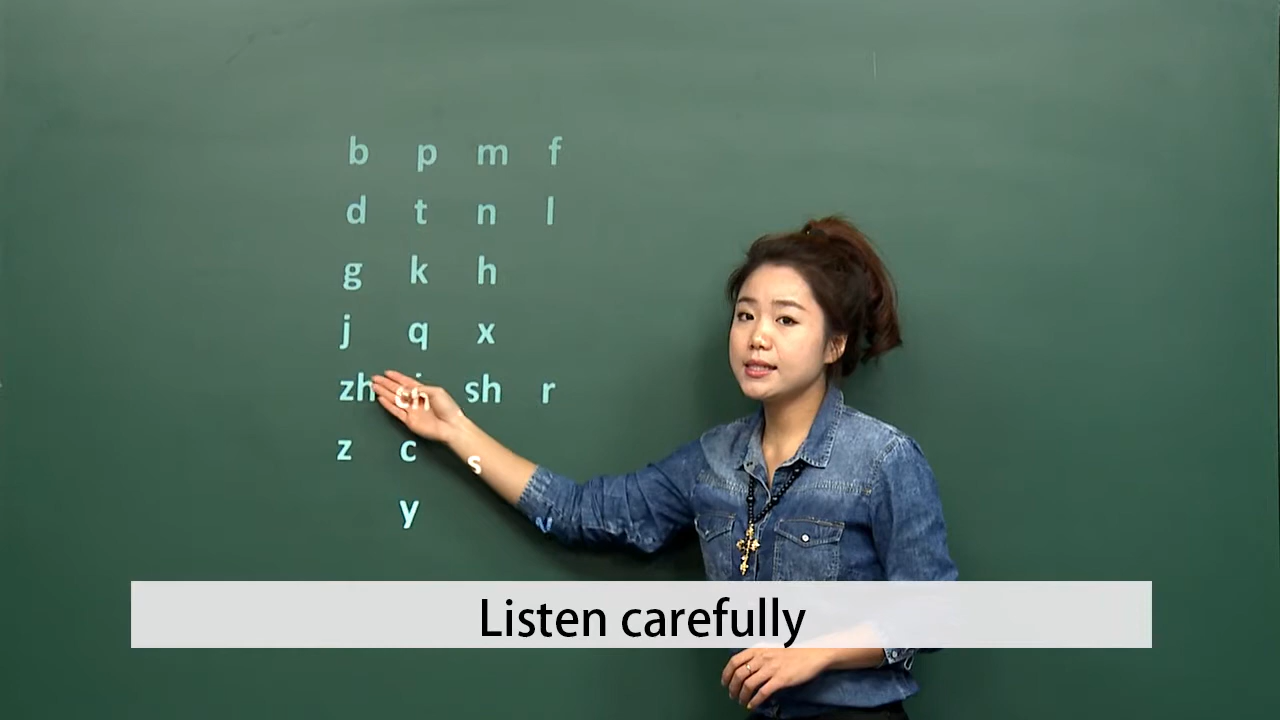 b p m f
d t n l
g k h
j q x
zh ch sh r
z c s
y
Listen carefully